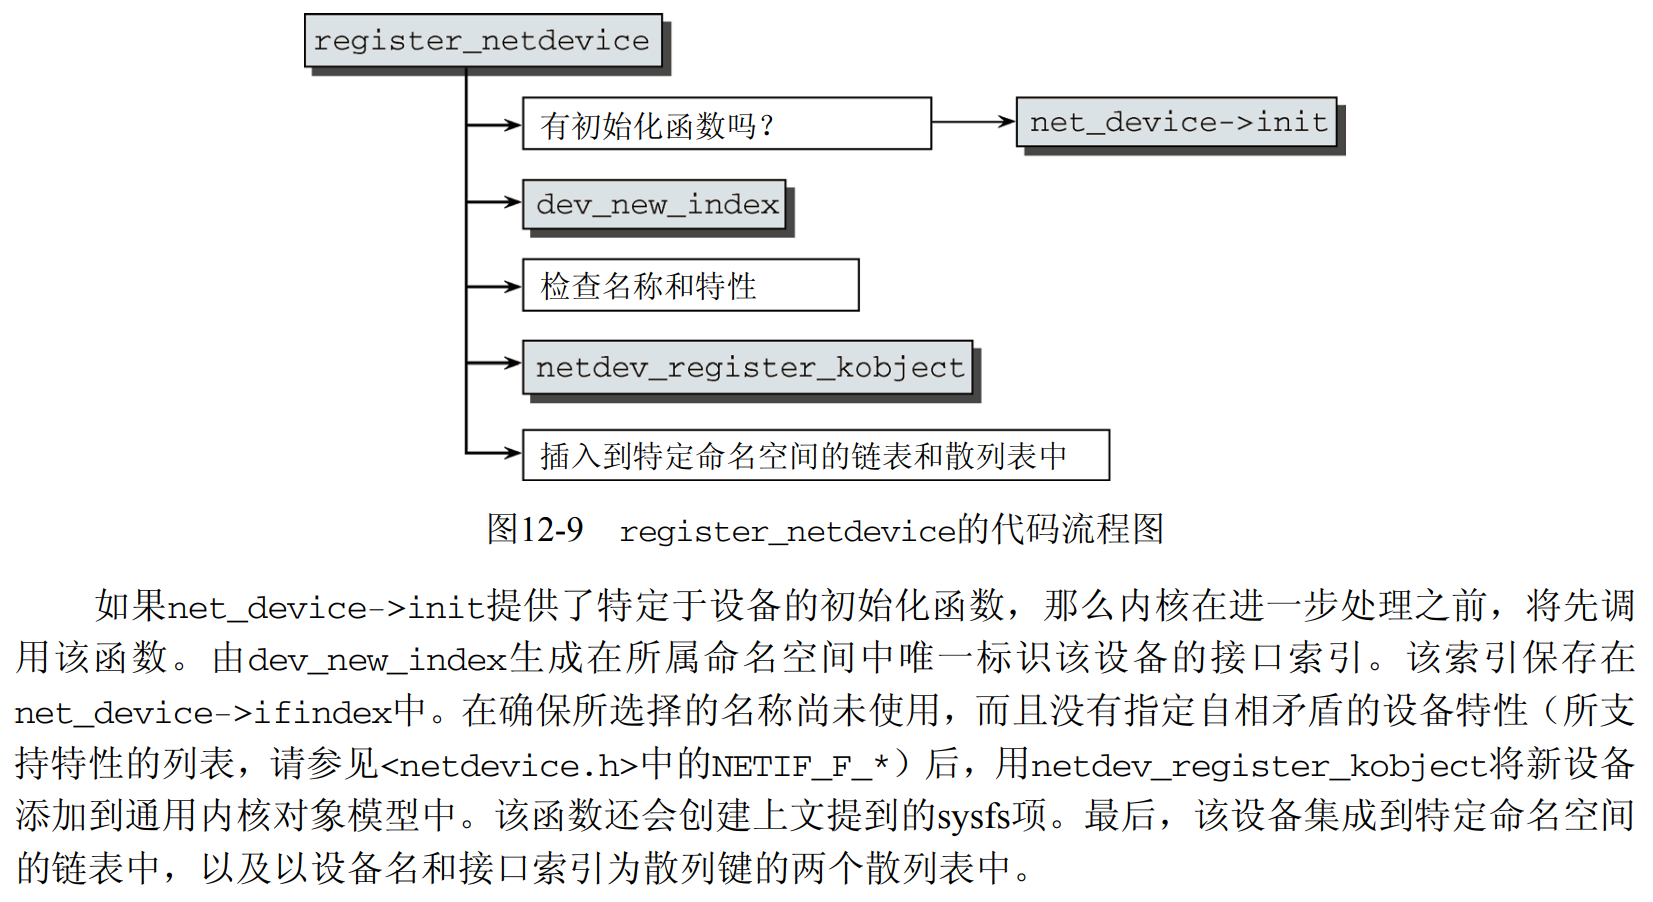 register_netdevice
有初始化函数吗？
net_device->init
dev_new_index
检查名称和特性
netdev_register_kobject
插入到特定命名空间的链表和散列表中
图12-9 register_netdevice的代码流程图
如果net_device->init提供了特定于设备的初始化函数，那么内核在进一步处理之前，将先调
用该函数。由dev_new_index生成在所属命名空间中唯一标识该设备的接口索引。该索引保存在
net_device->ifindex中。在确保所选择的名称尚未使用，而且没有指定自相矛盾的设备特性（所支
持特性的列表，请参见<netdevice.h>中的NETIF_F_*）后，用netdev_register_kobject将新设备
添加到通用内核对象模型中。该函数还会创建上文提到的sysfs项。最后，该设备集成到特定命名空间
的链表中，以及以设备名和接口索引为散列键的两个散列表中。